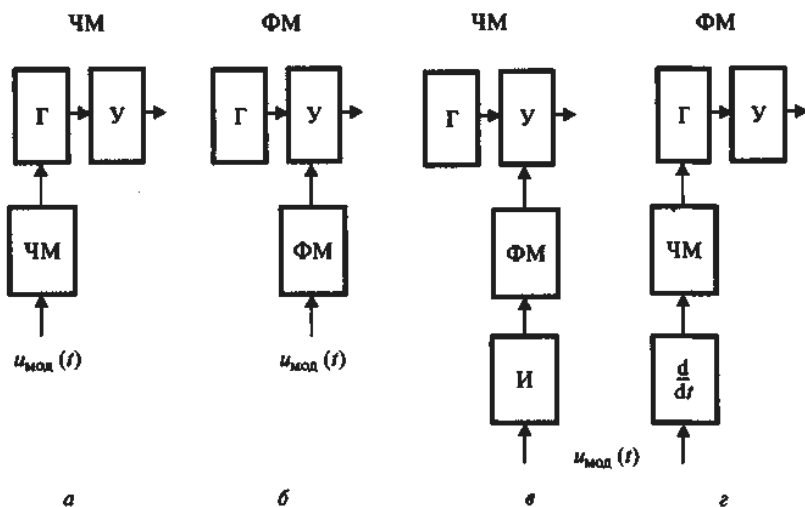 ЧМ ФМ ЧМ ФМ
Г У Г У Г У Г У
ЧМ ФМ ФМ ЧМ
uмод (t) uмод (t) И d/dt
uмод (t)
а б в г